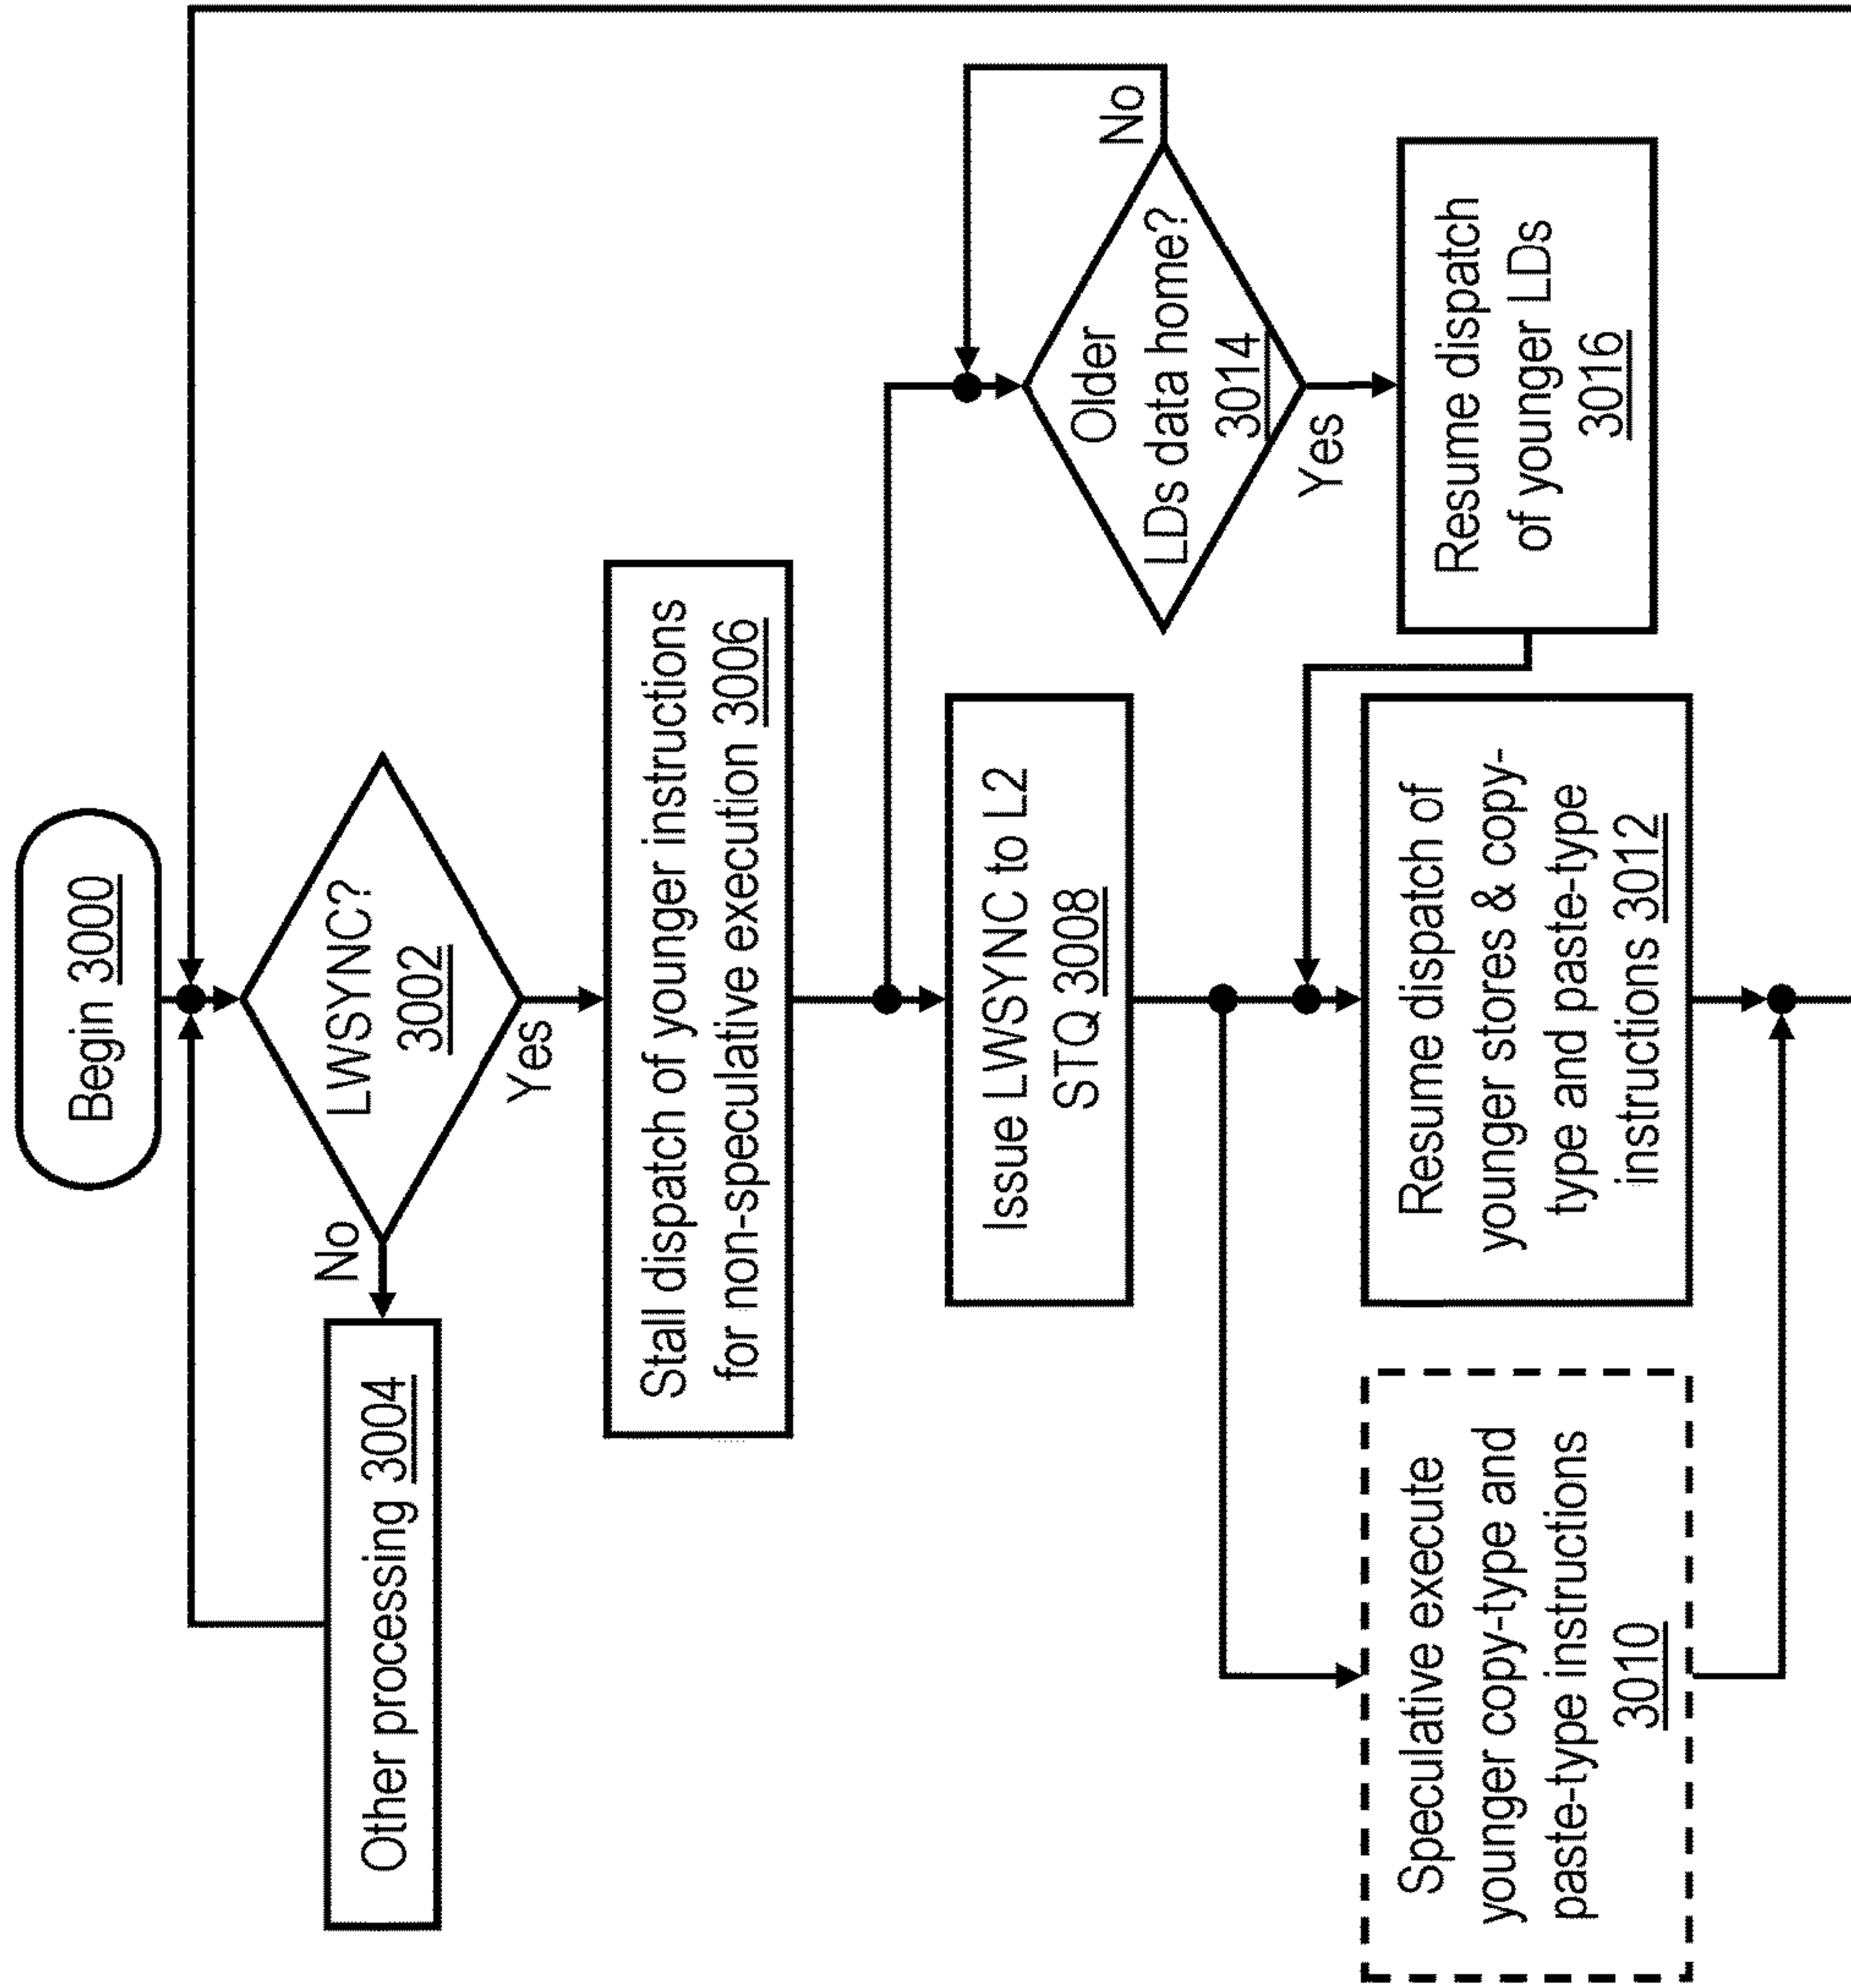 Begin 3000
LWSYNC?
3002
No
Yes
Other processing 3004
Stall dispatch of younger instructions
for non-speculative execution 3006
Issue LWSYNC to L2
STQ 3008
Older
LDs data home?
3014
No
Yes
Resume dispatch
of younger LDs
3016
Speculative execute
younger copy-type and
paste-type instructions
3010
Resume dispatch of
younger stores & copy-
type and paste-type
instructions 3012